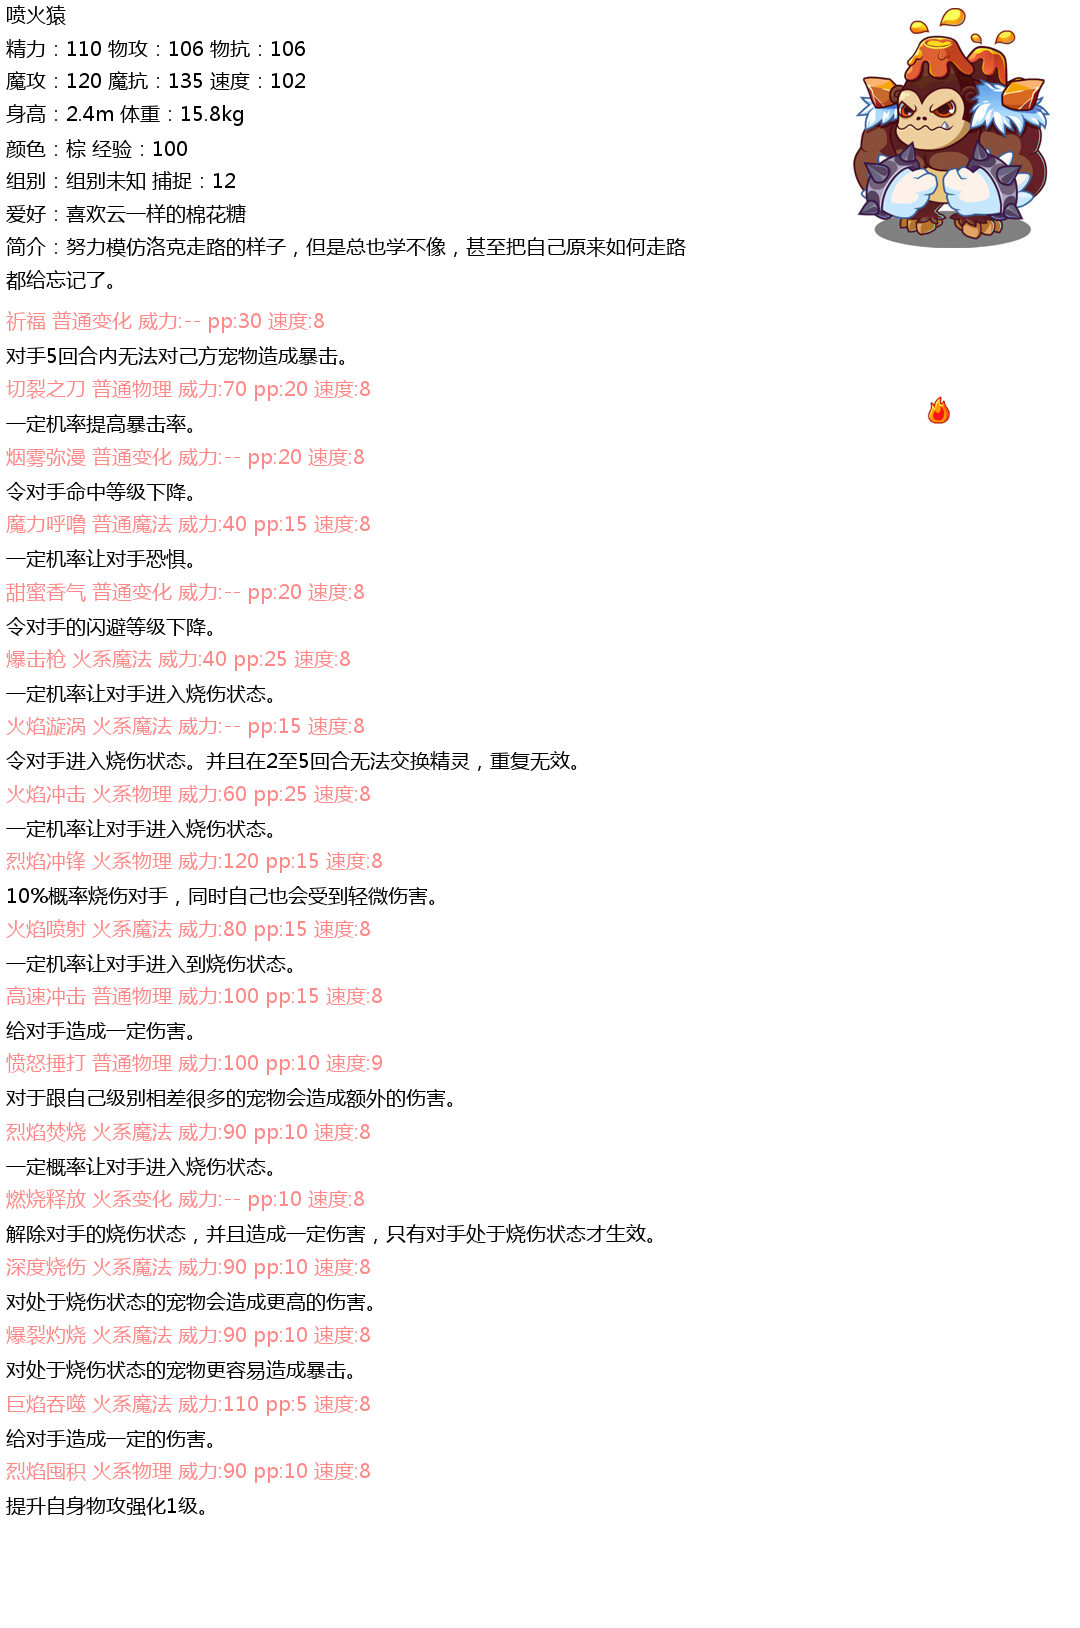 喷火猿
精力：110 物攻：106 物抗：106
魔攻：120 魔抗：135 速度：102
身高：2.4m 体重：15.8kg
颜色：棕 经验：100
组别：组别未知 捕捉：12
爱好：喜欢云一样的棉花糖
简介：努力模仿洛克走路的样子，但是总也学不像，甚至把自己原来如何走路
都给忘记了。
祈福 普通变化 威力:-- pp:30 速度:8
对手5回合内无法对己方宠物造成暴击。
切裂之刀 普通物理 威力:70 pp:20 速度:8
一定机率提高暴击率。
烟雾弥漫 普通变化 威力:-- pp:20 速度:8
令对手命中等级下降。
魔力呼噜 普通魔法 威力:40 pp:15 速度:8
一定机率让对手恐惧。
甜蜜香气 普通变化 威力:-- pp:20 速度:8
令对手的闪避等级下降。
爆击枪 火系魔法 威力:40 pp:25 速度:8
一定机率让对手进入烧伤状态。
火焰漩涡 火系魔法 威力:-- pp:15 速度:8
令对手进入烧伤状态。并且在2至5回合无法交换精灵，重复无效。
火焰冲击 火系物理 威力:60 pp:25 速度:8
一定机率让对手进入烧伤状态。
烈焰冲锋 火系物理 威力:120 pp:15 速度:8
10%概率烧伤对手，同时自己也会受到轻微伤害。
火焰喷射 火系魔法 威力:80 pp:15 速度:8
一定机率让对手进入到烧伤状态。
高速冲击 普通物理 威力:100 pp:15 速度:8
给对手造成一定伤害。
愤怒捶打 普通物理 威力:100 pp:10 速度:9
对于跟自己级别相差很多的宠物会造成额外的伤害。
烈焰焚烧 火系魔法 威力:90 pp:10 速度:8
一定概率让对手进入烧伤状态。
燃烧释放 火系变化 威力:-- pp:10 速度:8
解除对手的烧伤状态，并且造成一定伤害，只有对手处于烧伤状态才生效。
深度烧伤 火系魔法 威力:90 pp:10 速度:8
对处于烧伤状态的宠物会造成更高的伤害。
爆裂灼烧 火系魔法 威力:90 pp:10 速度:8
对处于烧伤状态的宠物更容易造成暴击。
巨焰吞噬 火系魔法 威力:110 pp:5 速度:8
给对手造成一定的伤害。
烈焰囤积 火系物理 威力:90 pp:10 速度:8
提升自身物攻强化1级。